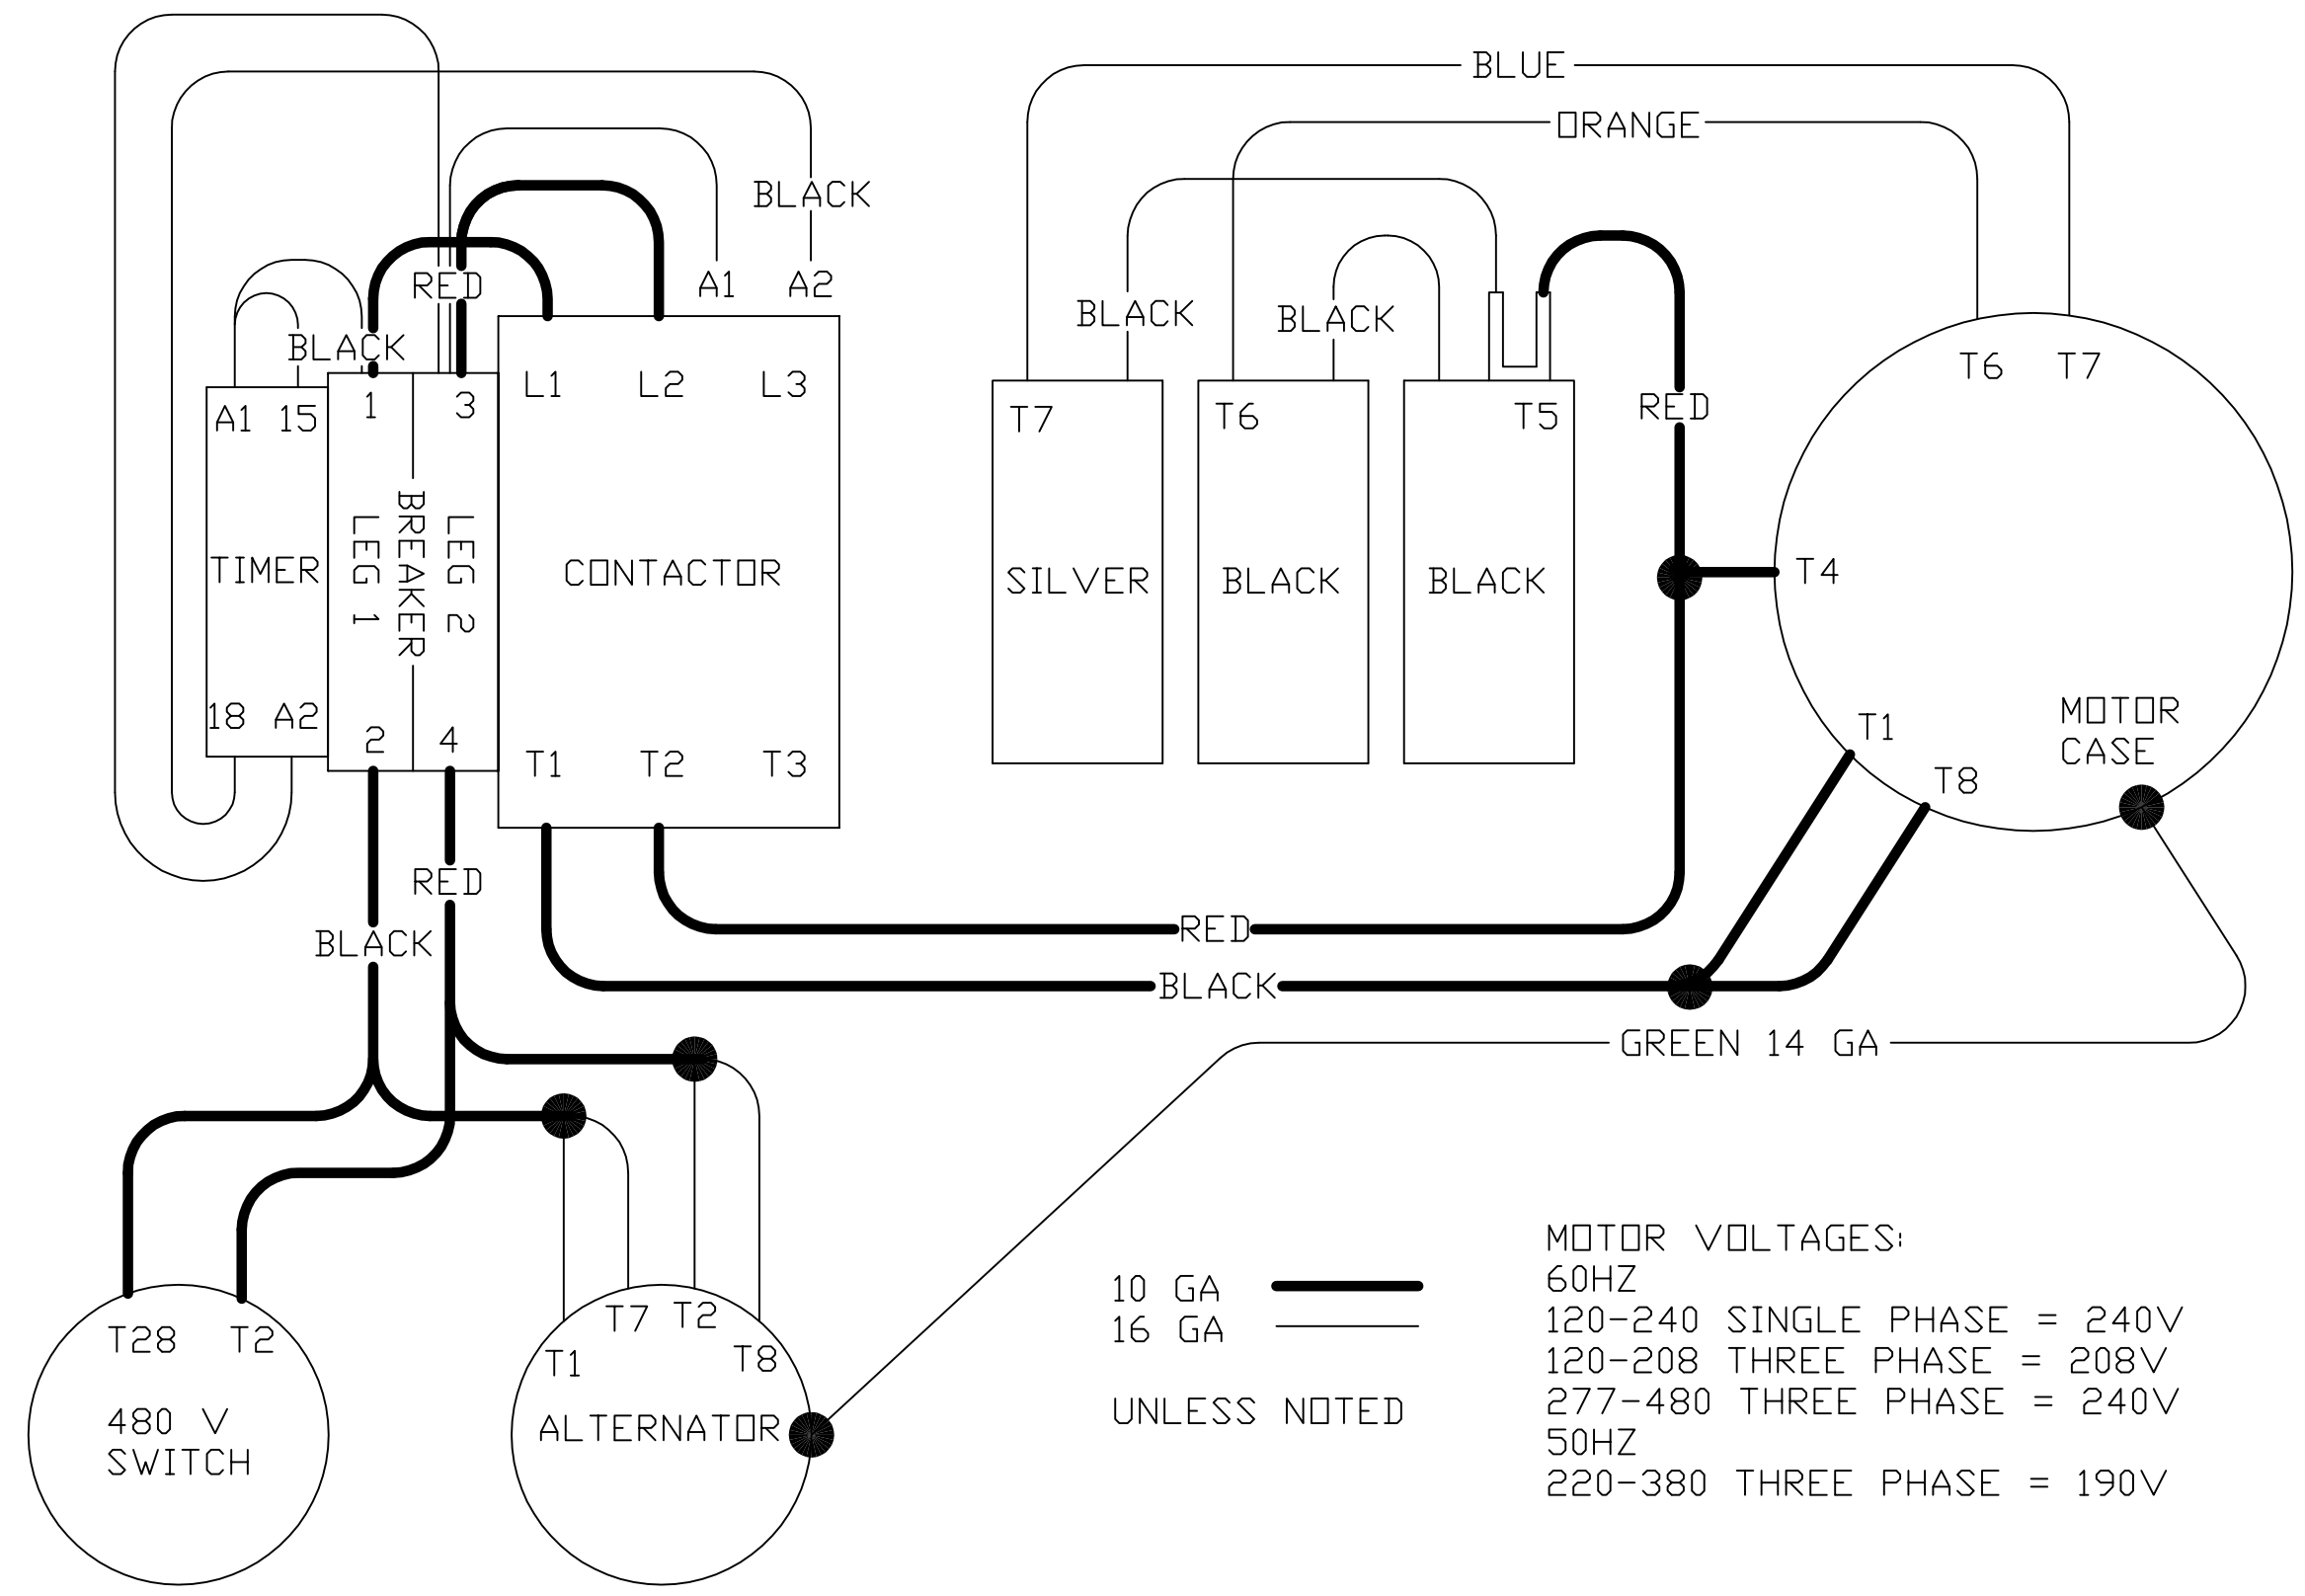 BLUE
ORANGE
BLACK
RED
A1
A2
BLACK
BLACK
BLACK
RED
A1 15
1
3
L1
L2
L3
T7
T6
T5
T6
T7
TIMER
LEG 1
BREAKER
LEG 2
CONTACTOR
SILVER
BLACK
BLACK
T4
18 A2
2
4
T1
T2
T3
T1
T8
MOTOR
CASE
RED
BLACK
RED
BLACK
GREEN 14 GA
T28
T2
480 V
SWITCH
T1
T7
T2
T8
ALTERNATOR
10 GA
16 GA
UNLESS NOTED
MOTOR VOLTAGES:
60HZ
120-240 SINGLE PHASE = 240V
120-208 THREE PHASE = 208V
277-480 THREE PHASE = 240V
50HZ
220-380 THREE PHASE = 190V